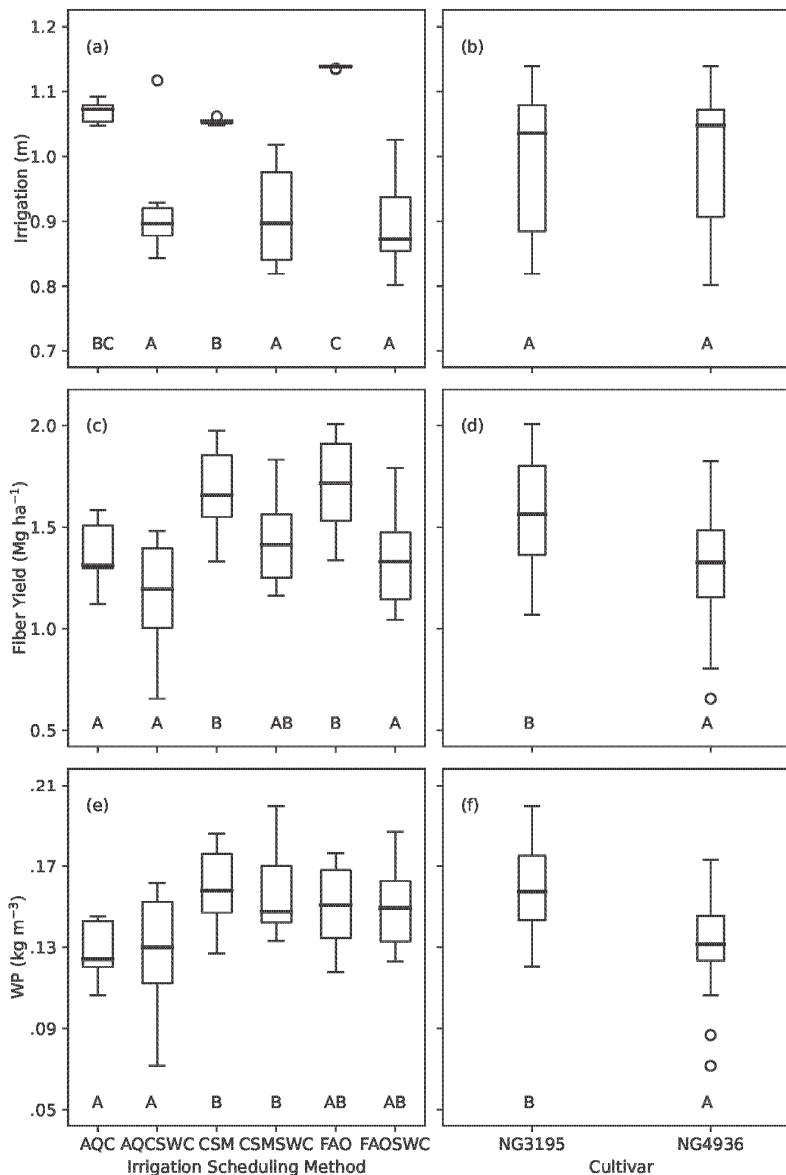 1.2
(a)
(b)
1.1
1.0
Irrigation (m)
0.9
0.8
0.7
BC A B A C A
A A
(c)
(d)
2.0
Fiber Yield (Mg ha⁻¹)
1.5
1.0
0.5
A A B AB B A
B A
.21
(e)
(f)
.17
WP (kg m⁻³)
.13
.09
.05
A A B B AB AB
B A
AQC AQCSWC CSM CSMSWC FAO FAOSWC
NG3195 NG4936
Irrigation Scheduling Method
Cultivar